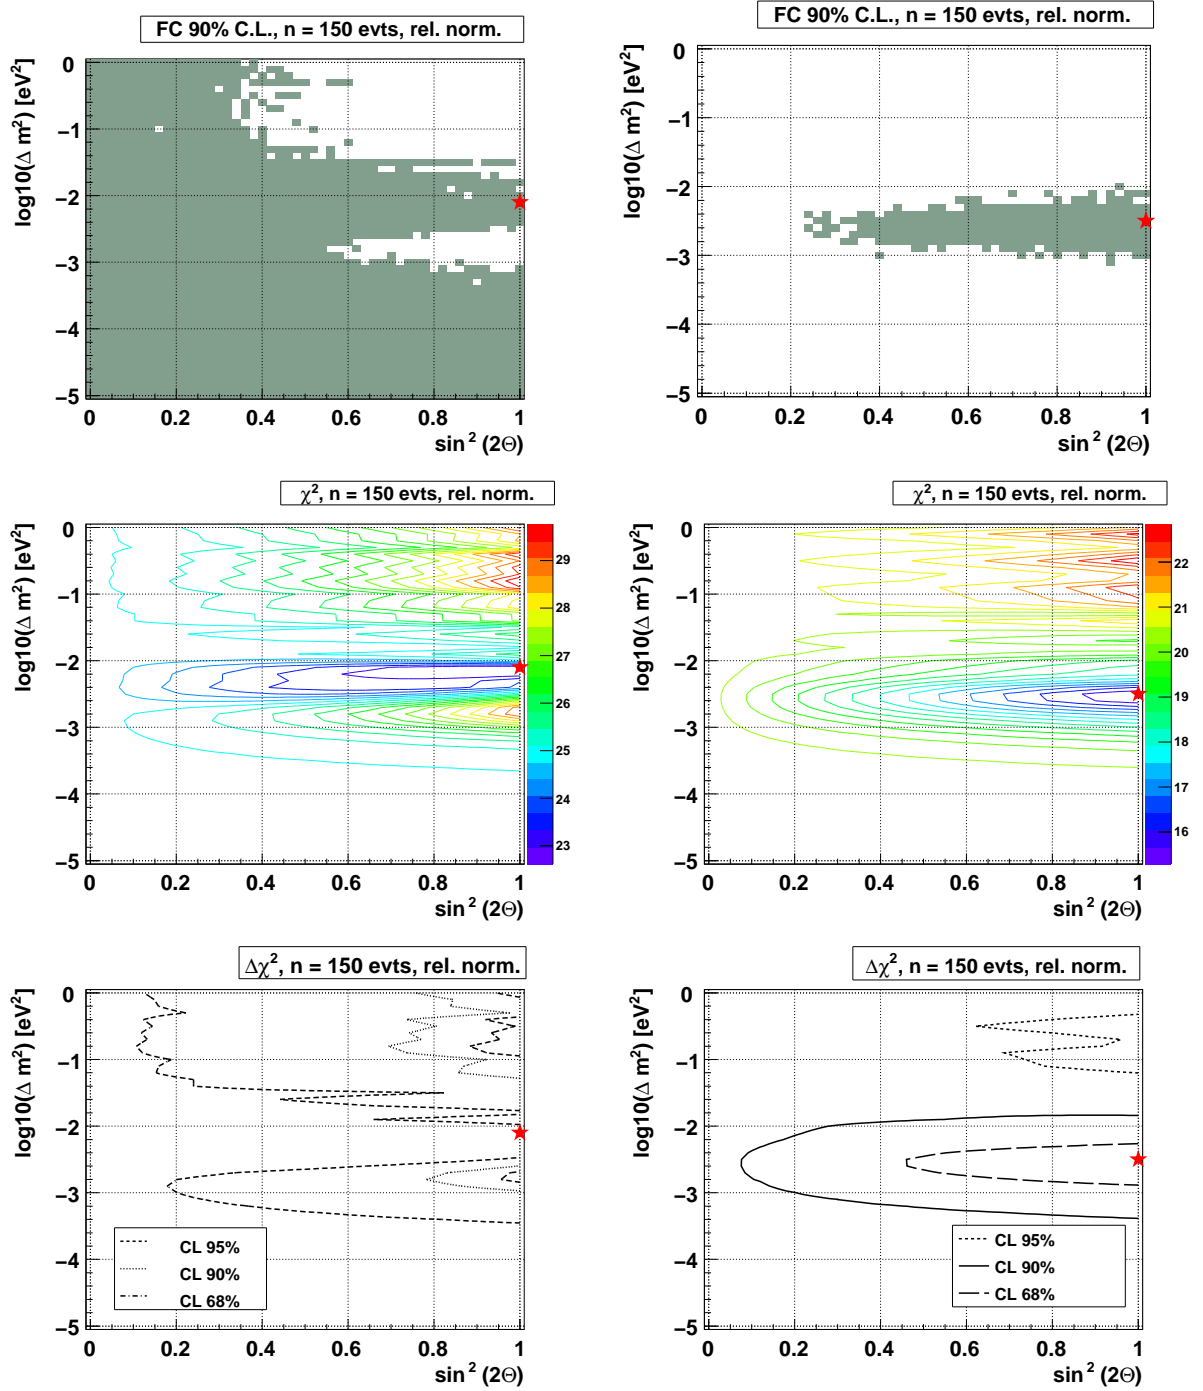 FC 90% C.L., n = 150 evts, rel. norm.
log10(Δ m²) [eV²]
0
−1
−2
−3
−4
−5
0 0.2 0.4 0.6 0.8 1
sin² (2Θ)
FC 90% C.L., n = 150 evts, rel. norm.
log10(Δ m²) [eV²]
0
−1
−2
−3
−4
−5
0 0.2 0.4 0.6 0.8 1
sin² (2Θ)
χ², n = 150 evts, rel. norm.
log10(Δ m²) [eV²]
0
−1
−2
−3
−4
−5
0 0.2 0.4 0.6 0.8 1
sin² (2Θ)
29
28
27
26
25
24
23
χ², n = 150 evts, rel. norm.
log10(Δ m²) [eV²]
0
−1
−2
−3
−4
−5
0 0.2 0.4 0.6 0.8 1
sin² (2Θ)
22
21
20
19
18
17
16
Δχ², n = 150 evts, rel. norm.
log10(Δ m²) [eV²]
0
−1
−2
−3
−4
−5
0 0.2 0.4 0.6 0.8 1
sin² (2Θ)
CL 95%
CL 90%
CL 68%
Δχ², n = 150 evts, rel. norm.
log10(Δ m²) [eV²]
0
−1
−2
−3
−4
−5
0 0.2 0.4 0.6 0.8 1
sin² (2Θ)
CL 95%
CL 90%
CL 68%